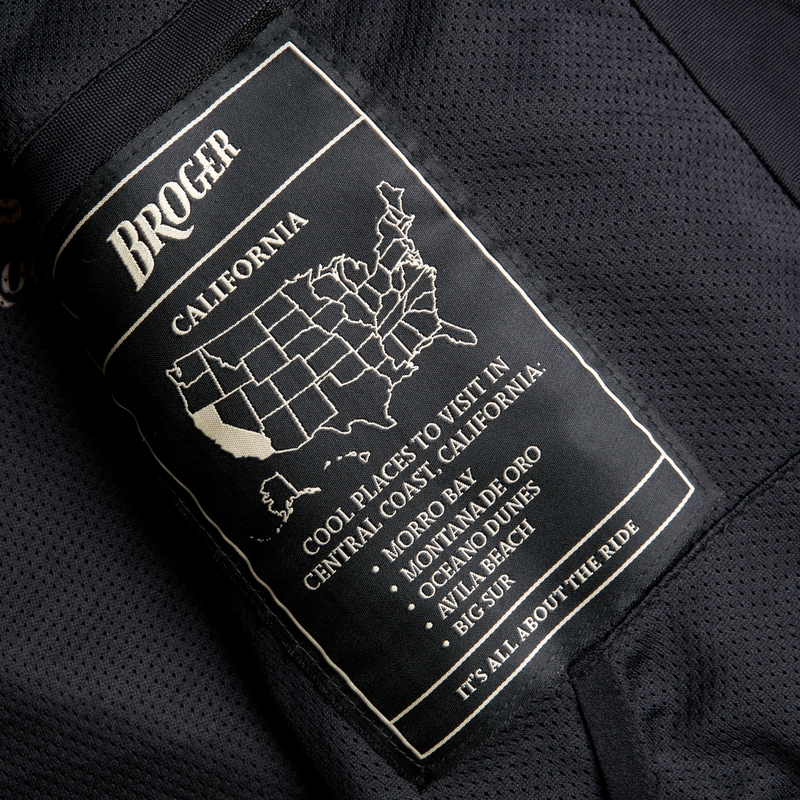 BROGER
CALIFORNIA
COOL PLACES TO VISIT IN
CENTRAL COAST, CALIFORNIA.
• MORRO BAY
• MONTANA DE ORO
• OCEANO DUNES
• AVILA BEACH
• BIG SUR
IT'S ALL ABOUT THE RIDE